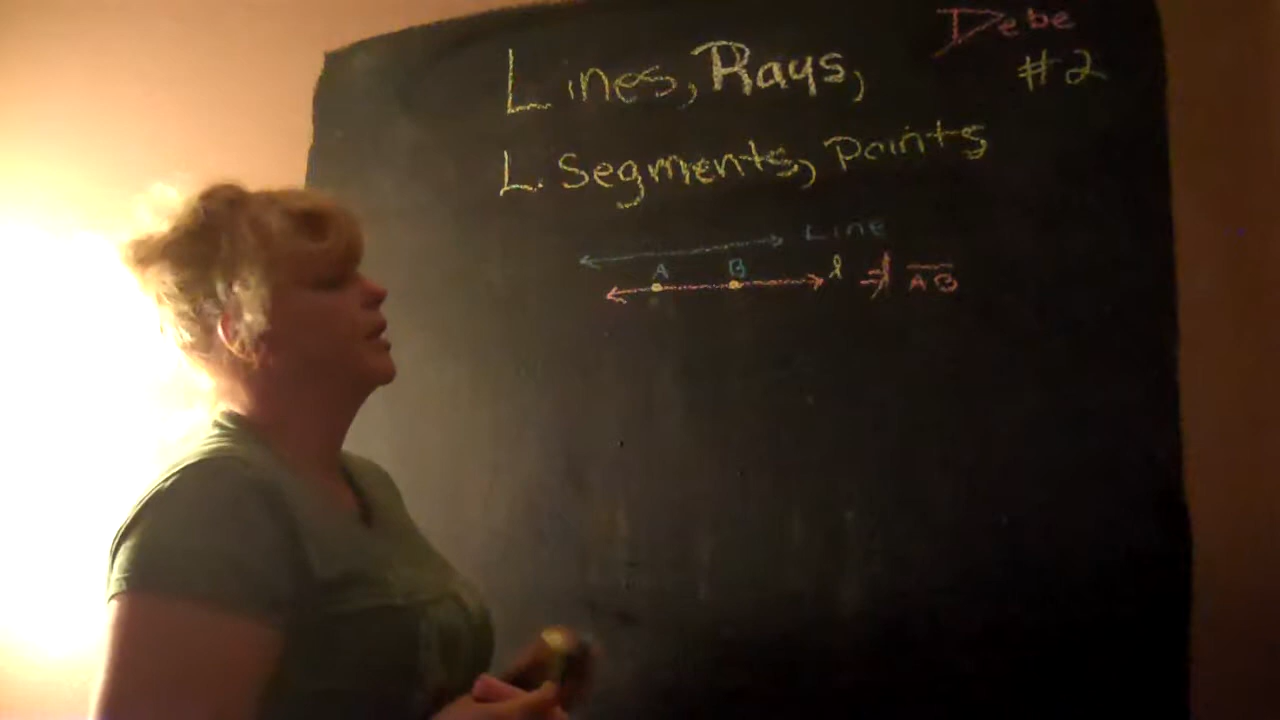 Debe
Lines, Rays,
#2
L. Segments, Points
Line
A B l ⇒ AB